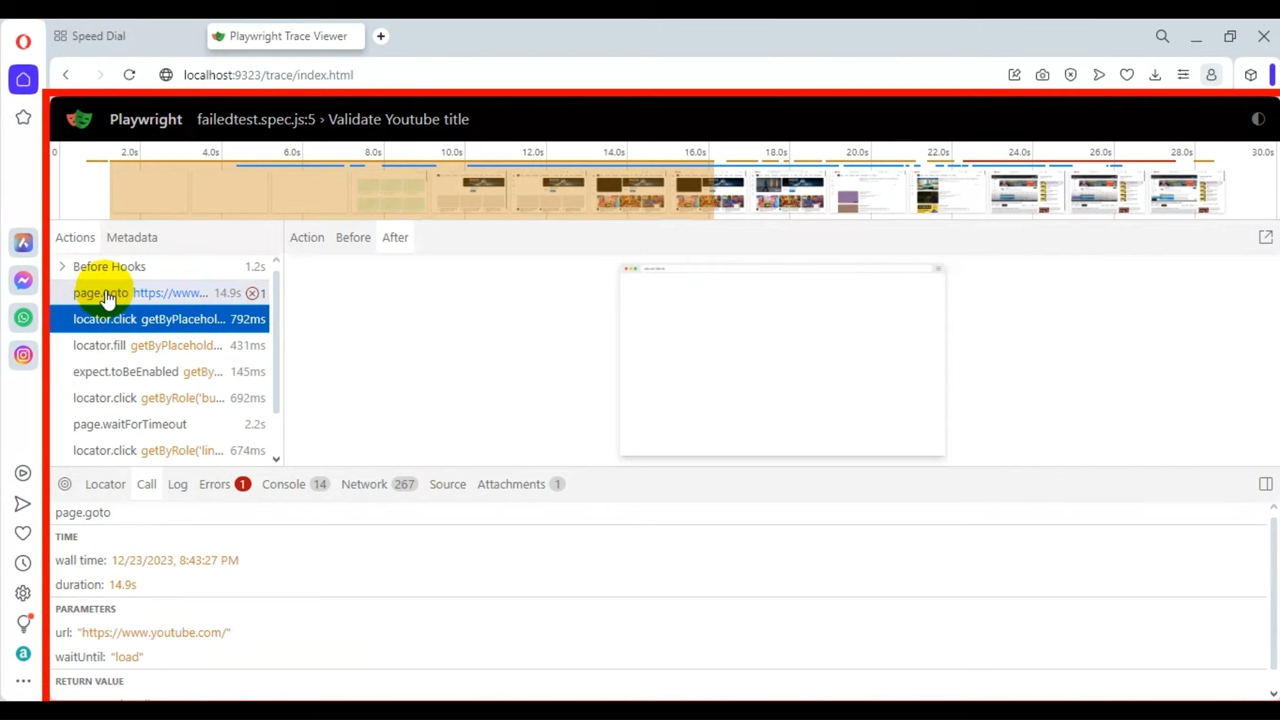 Speed Dial
Playwright Trace Viewer
localhost:9323/trace/index.html
Playwright failedtest.spec.js:5 › Validate Youtube title
0 2.0s 4.0s 6.0s 8.0s 10.0s 12.0s 14.0s 16.0s 18.0s 20.0s 22.0s 24.0s 26.0s 28.0s 30.0s
Actions Metadata Action Before After
Before Hooks 1.2s
page.goto https://www... 14.9s 1
locator.click getByPlacehol... 792ms
locator.fill getByPlacehold... 431ms
expect.toBeEnabled getBy... 145ms
locator.click getByRole('bu... 692ms
page.waitForTimeout 2.2s
locator.click getByRole('lin... 674ms
Locator Call Log Errors 1 Console 14 Network 267 Source Attachments 1
page.goto
TIME
wall time: 12/23/2023, 8:43:27 PM
duration: 14.9s
PARAMETERS
url: "https://www.youtube.com/"
waitUntil: "load"
RETURN VALUE